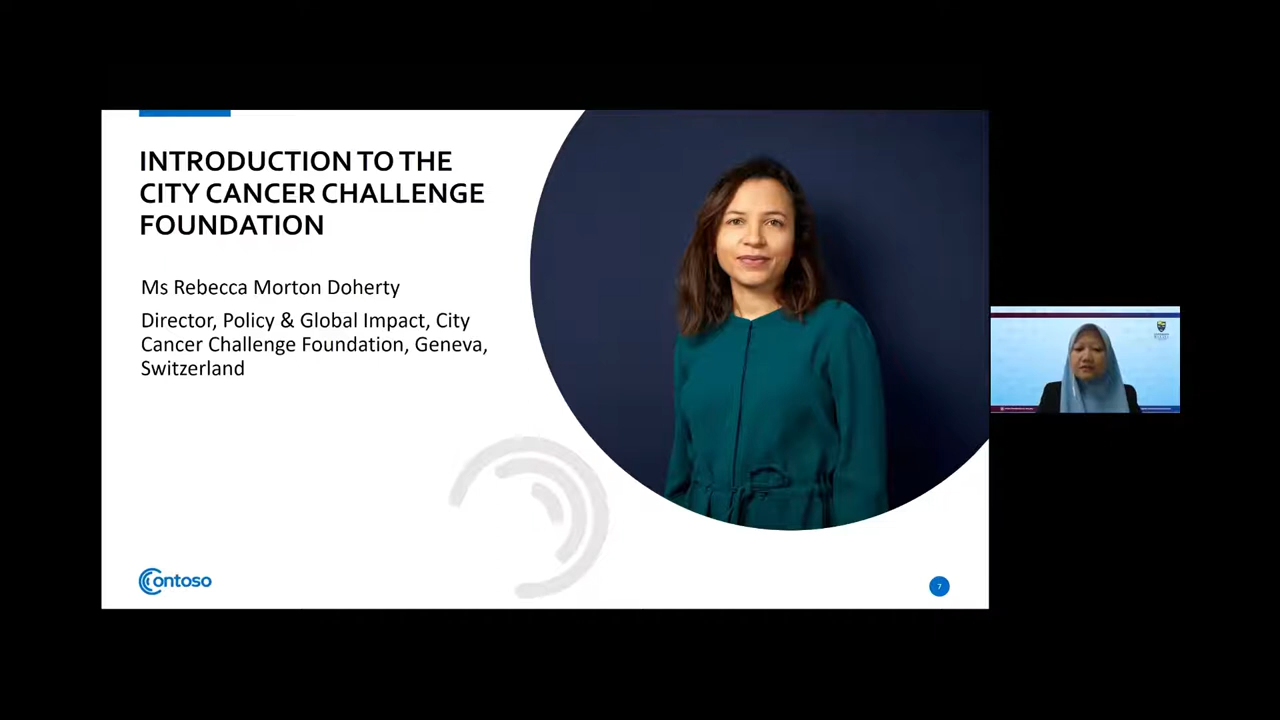 INTRODUCTION TO THE
CITY CANCER CHALLENGE
FOUNDATION
Ms Rebecca Morton Doherty
Director, Policy & Global Impact, City
Cancer Challenge Foundation, Geneva,
Switzerland
Contoso
7